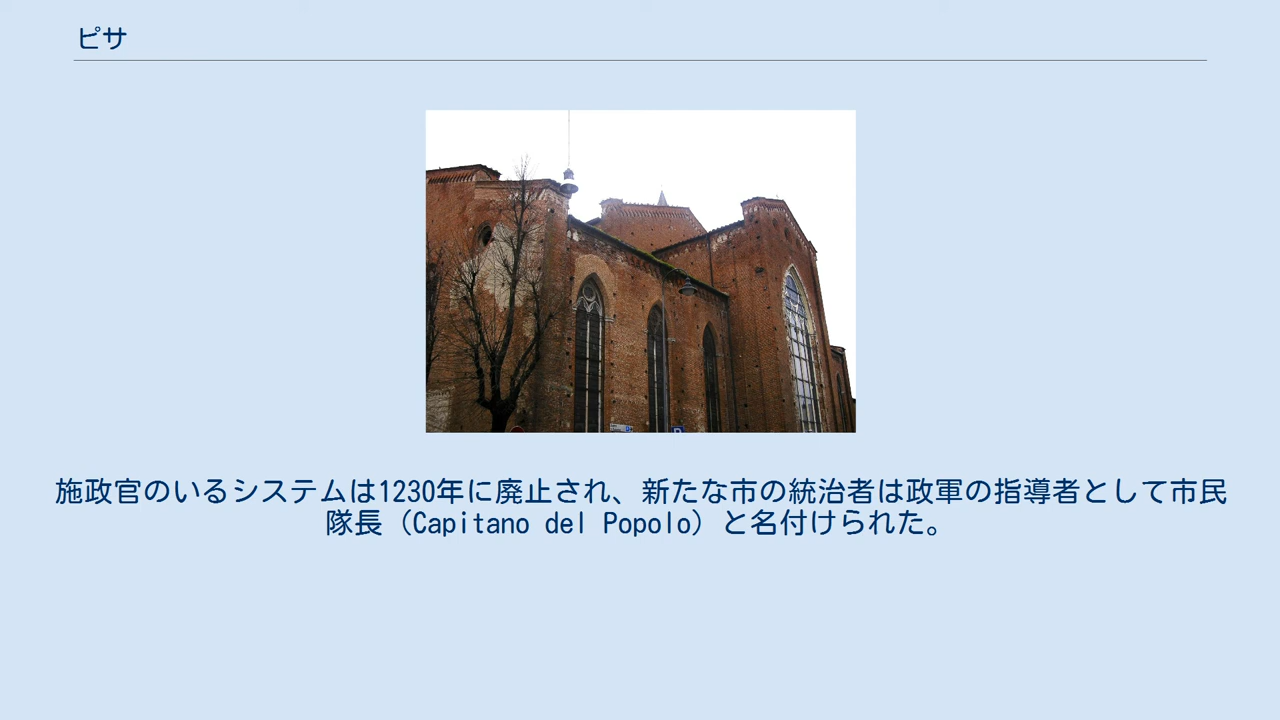 ピサ
施政官のいるシステムは1230年に廃止され、新たな市の統治者は政軍の指導者として市民
隊長（Capitano del Popolo）と名付けられた。